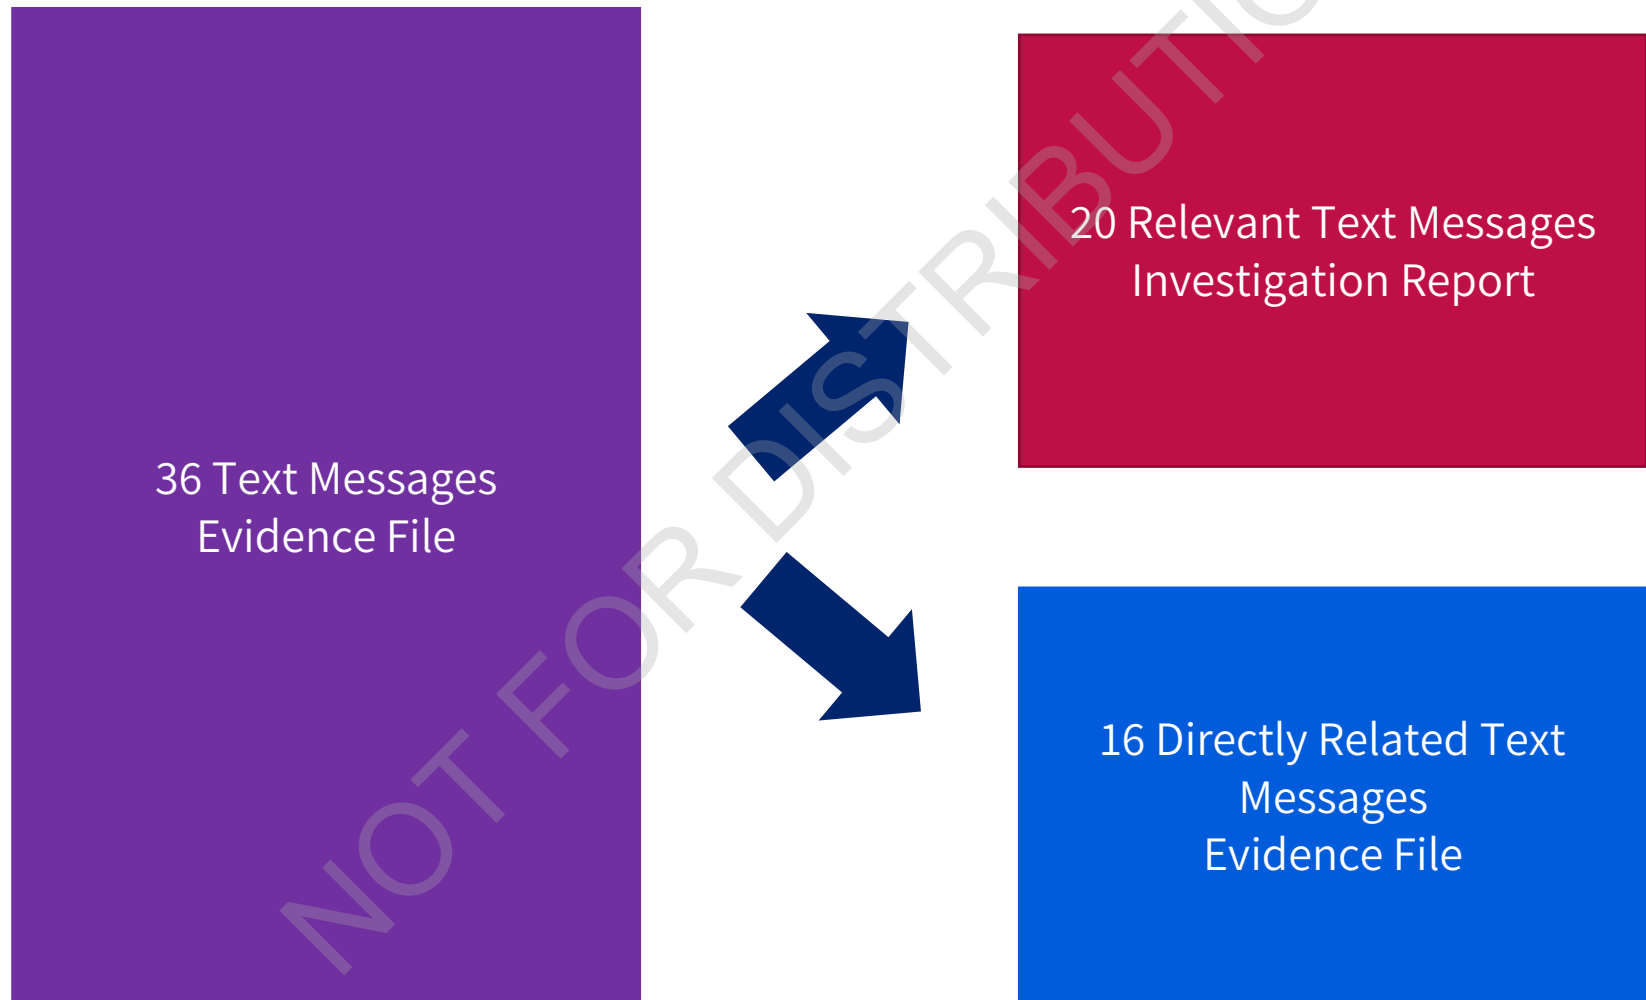 36 Text Messages
Evidence File
20 Relevant Text Messages
Investigation Report
16 Directly Related Text
Messages
Evidence File
NOT FOR DISTRIBUTIO